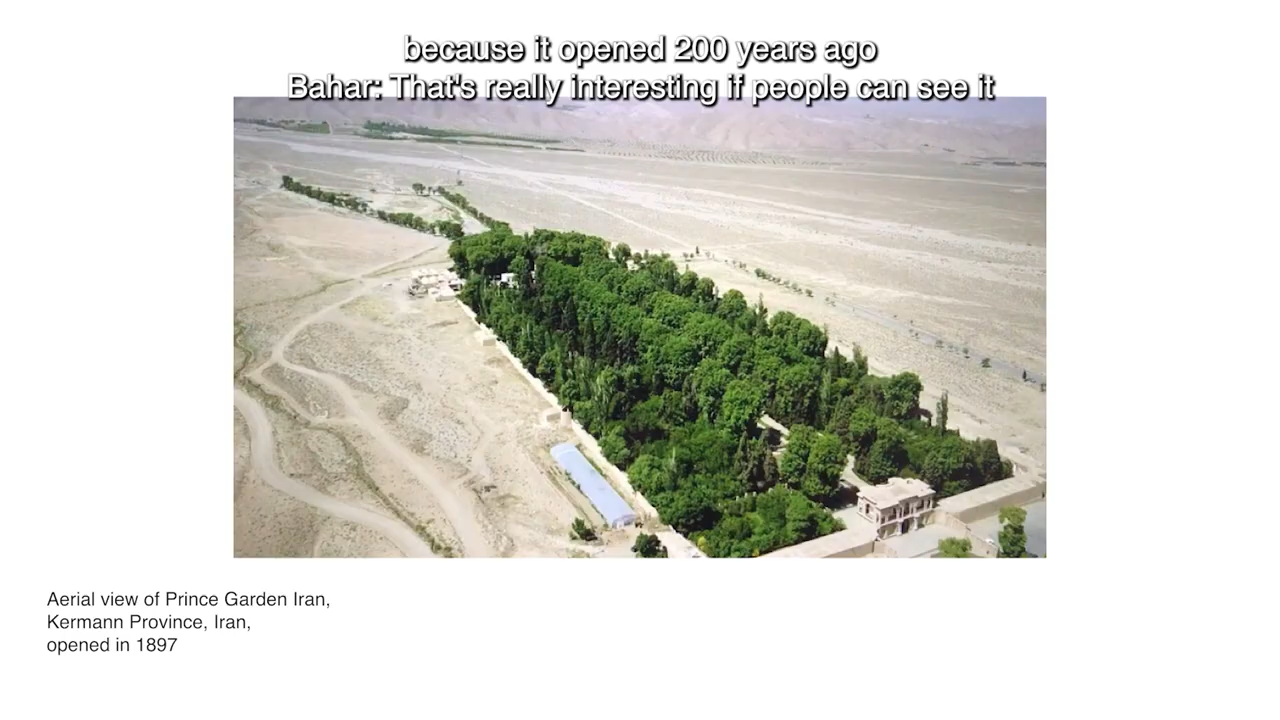 because it opened 200 years ago
Bahar: That's really interesting if people can see it
Aerial view of Prince Garden Iran,
Kermann Province, Iran,
opened in 1897